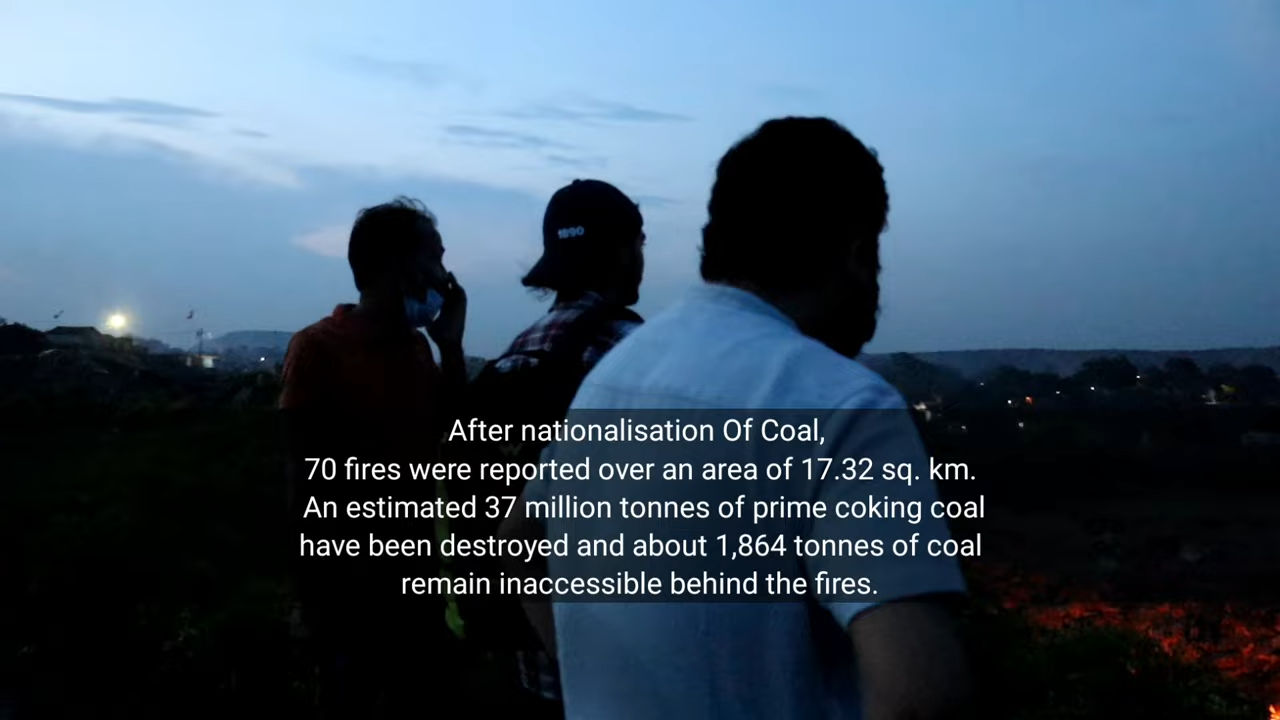 1890
After nationalisation Of Coal,
70 fires were reported over an area of 17.32 sq. km.
An estimated 37 million tonnes of prime coking coal
have been destroyed and about 1,864 tonnes of coal
remain inaccessible behind the fires.